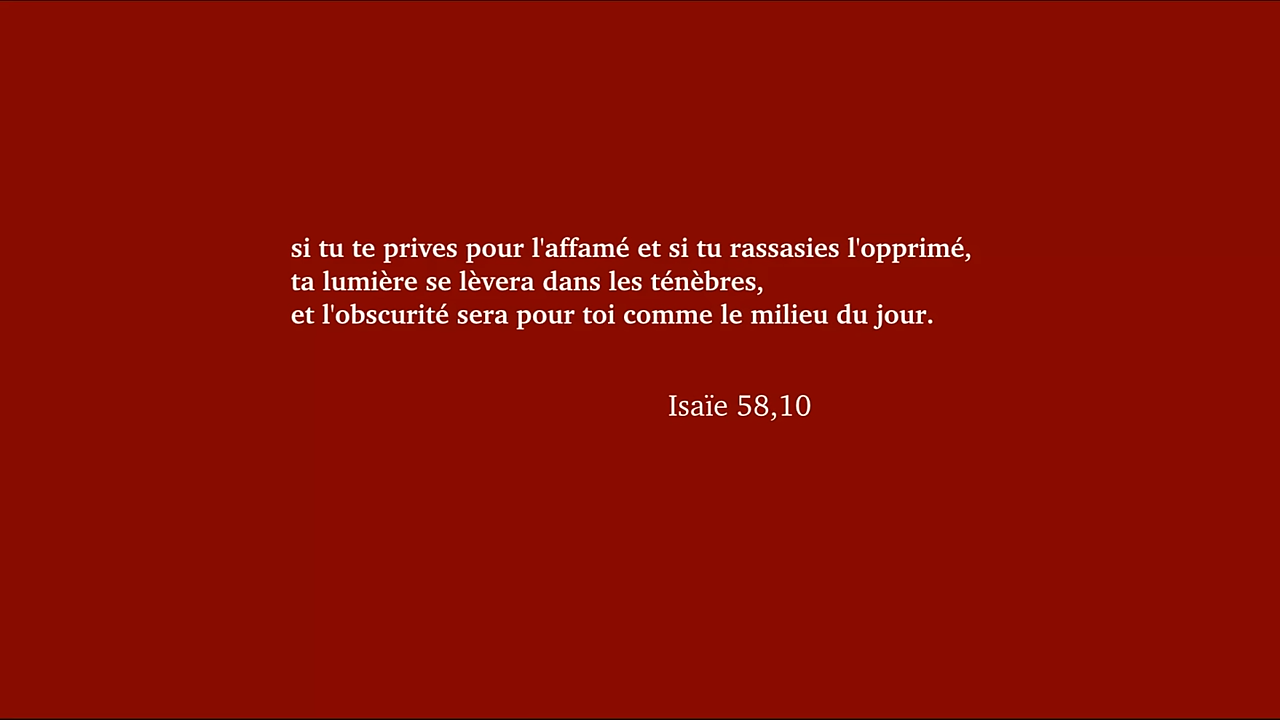 si tu te prives pour l'affamé et si tu rassasies l'opprimé,
ta lumière se lèvera dans les ténèbres,
et l'obscurité sera pour toi comme le milieu du jour.
Isaïe 58,10